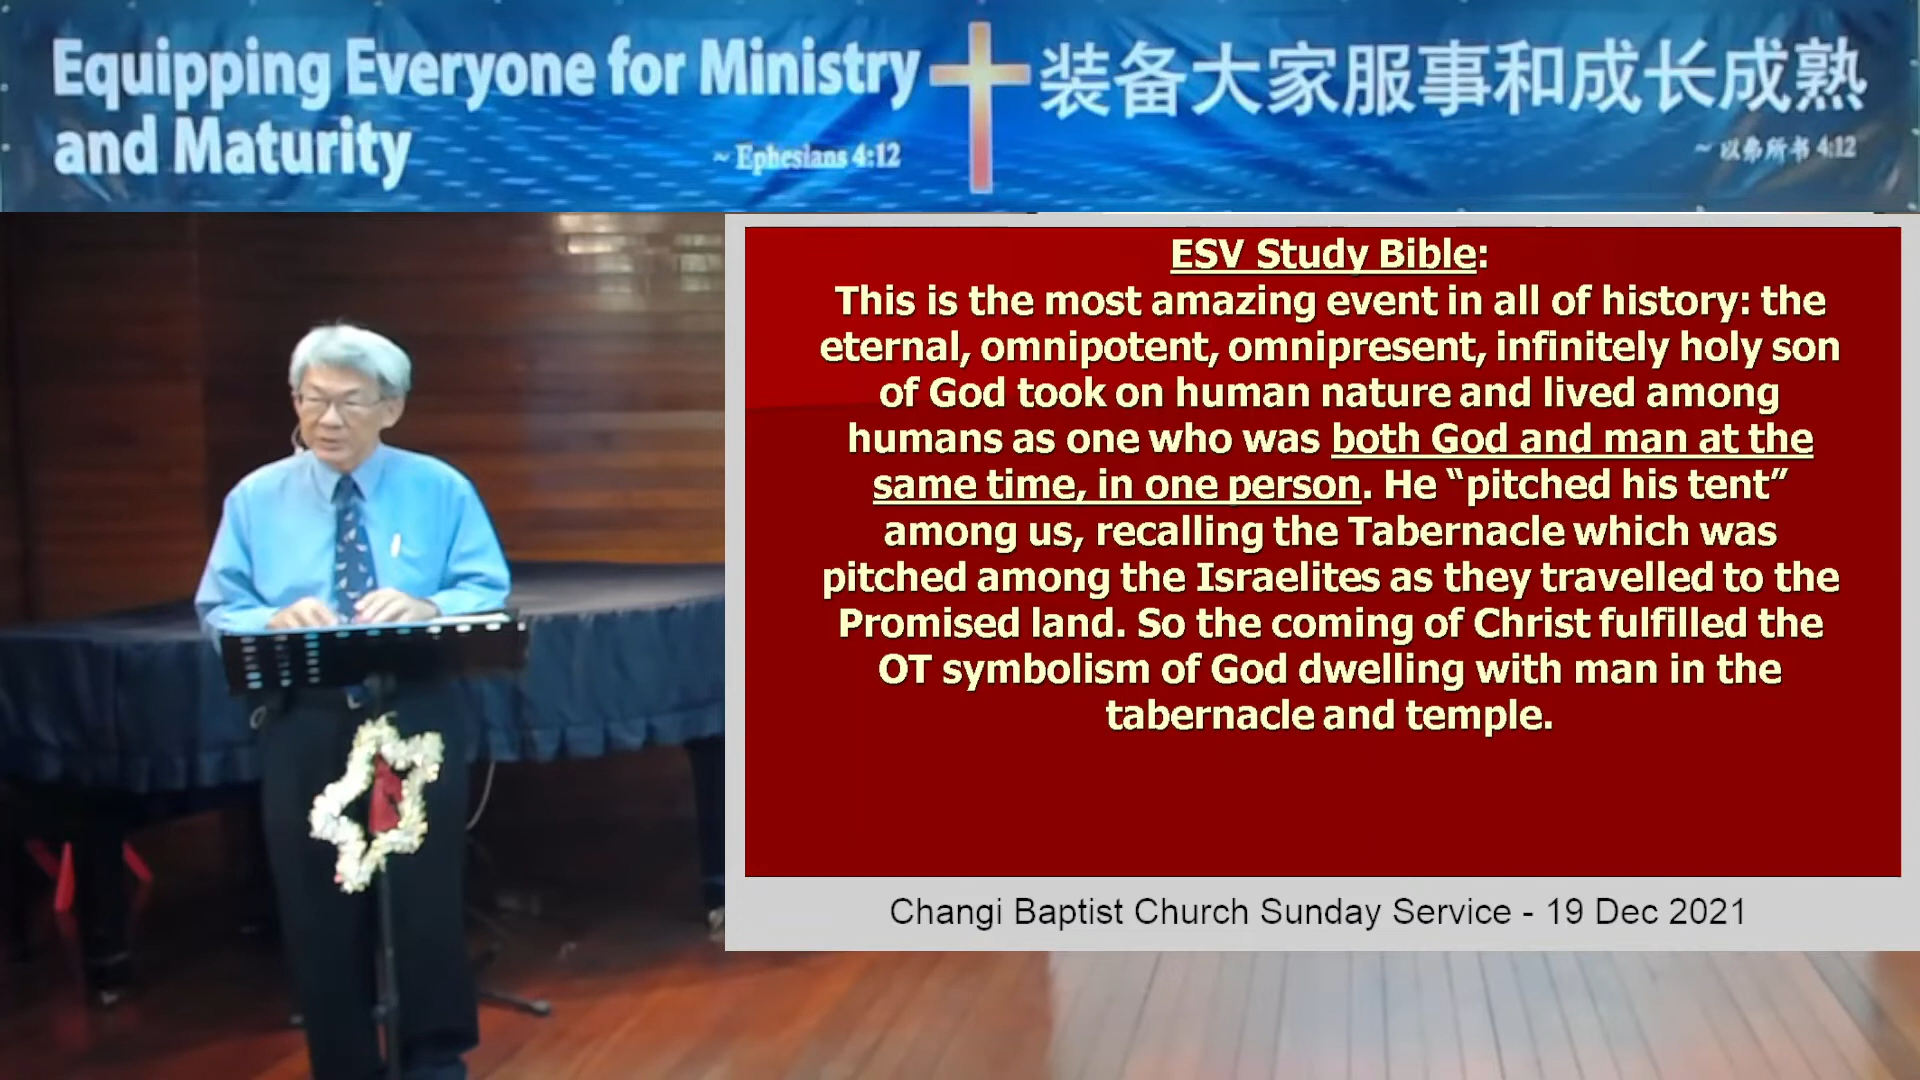 Equipping Everyone for Ministry
and Maturity
~ Ephesians 4:12
装备大家服事和成长成熟
~ 以弗所书 4:12
ESV Study Bible:
This is the most amazing event in all of history: the
eternal, omnipotent, omnipresent, infinitely holy son
of God took on human nature and lived among
humans as one who was both God and man at the
same time, in one person. He “pitched his tent”
among us, recalling the Tabernacle which was
pitched among the Israelites as they travelled to the
Promised land. So the coming of Christ fulfilled the
OT symbolism of God dwelling with man in the
tabernacle and temple.
Changi Baptist Church Sunday Service - 19 Dec 2021